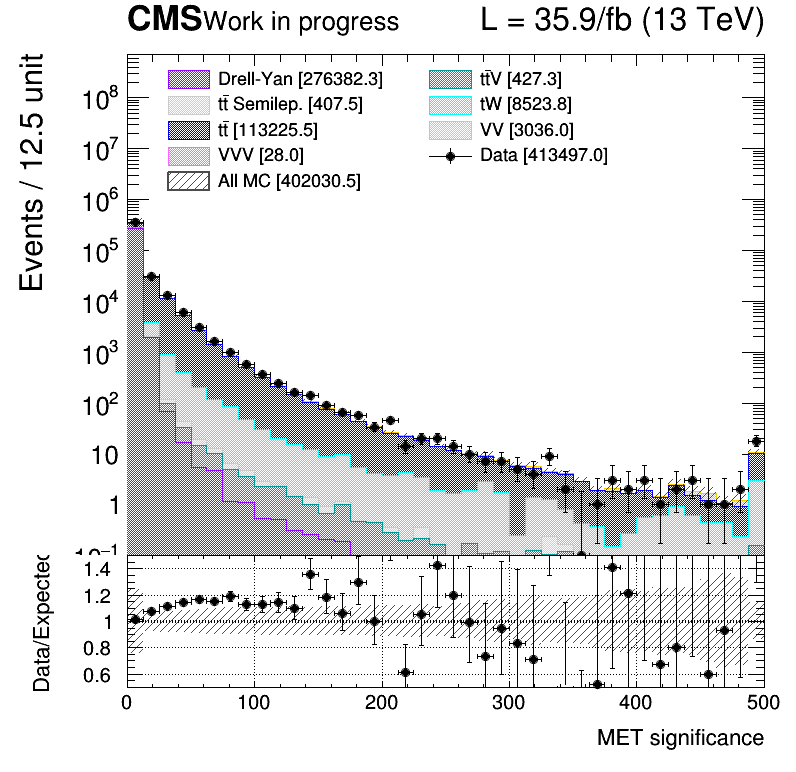 CMS Work in progress L = 35.9/fb (13 TeV)
Events / 12.5 unit
Drell-Yan [276382.3]
tt̄V [427.3]
tt̄ Semilep. [407.5]
tW [8523.8]
tt̄ [113225.5]
VV [3036.0]
VVV [28.0]
Data [413497.0]
All MC [402030.5]
10⁸
10⁷
10⁶
10⁵
10⁴
10³
10²
10
1
10⁻¹
Data/Expected
1.4
1.2
1
0.8
0.6
0 100 200 300 400 500
MET significance